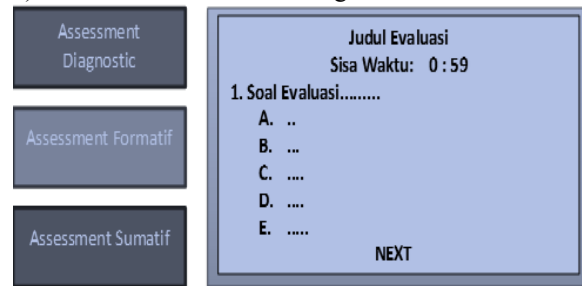 Assessment
Diagnostic
Assessment Formatif
Assessment Sumatif
Judul Evaluasi
Sisa Waktu: 0 : 59
1. Soal Evaluasi.........
A. ..
B. ...
C. ....
D. ....
E. .....
NEXT